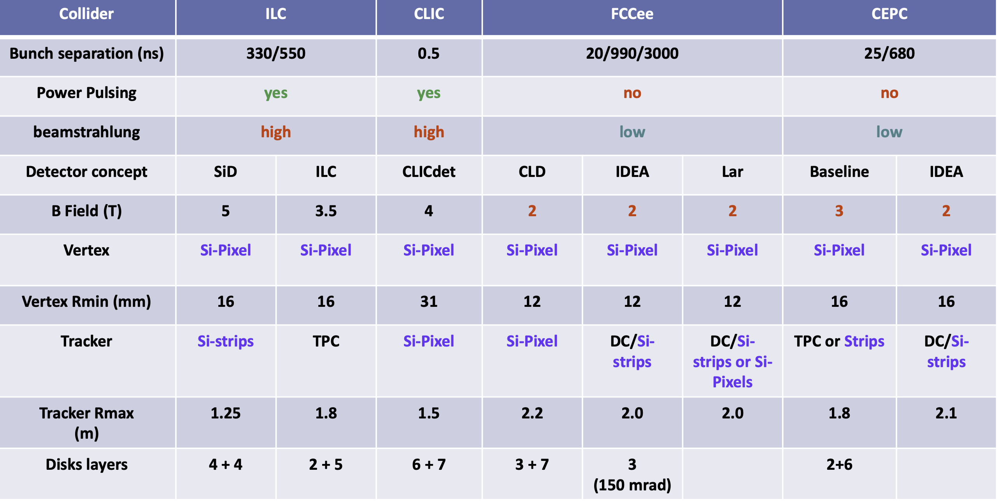 Collider ILC CLIC FCCee CEPC
Bunch separation (ns) 330/550 0.5 20/990/3000 25/680
Power Pulsing yes yes no no
beamstrahlung high high low low
Detector concept SiD ILC CLICdet CLD IDEA Lar Baseline IDEA
B Field (T) 5 3.5 4 2 2 2 3 2
Vertex Si-Pixel Si-Pixel Si-Pixel Si-Pixel Si-Pixel Si-Pixel Si-Pixel Si-Pixel
Vertex Rmin (mm) 16 16 31 12 12 12 16 16
Tracker Si-strips TPC Si-Pixel Si-Pixel DC/Si- DC/Si- TPC or Strips DC/Si-
strips strips or Si- strips
Pixels
Tracker Rmax 1.25 1.8 1.5 2.2 2.0 2.0 1.8 2.1
(m)
Disks layers 4 + 4 2 + 5 6 + 7 3 + 7 3 2+6
(150 mrad)